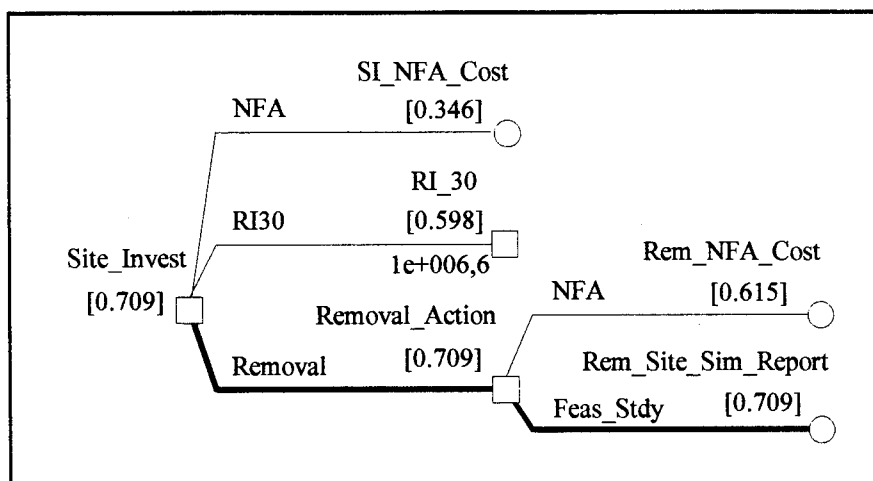 SI_NFA_Cost
NFA [0.346]
RI_30
RI30 [0.598]
1e+006,6
Site_Invest
[0.709]
Rem_NFA_Cost
NFA [0.615]
Removal_Action
Removal [0.709]
Rem_Site_Sim_Report
Feas_Stdy [0.709]